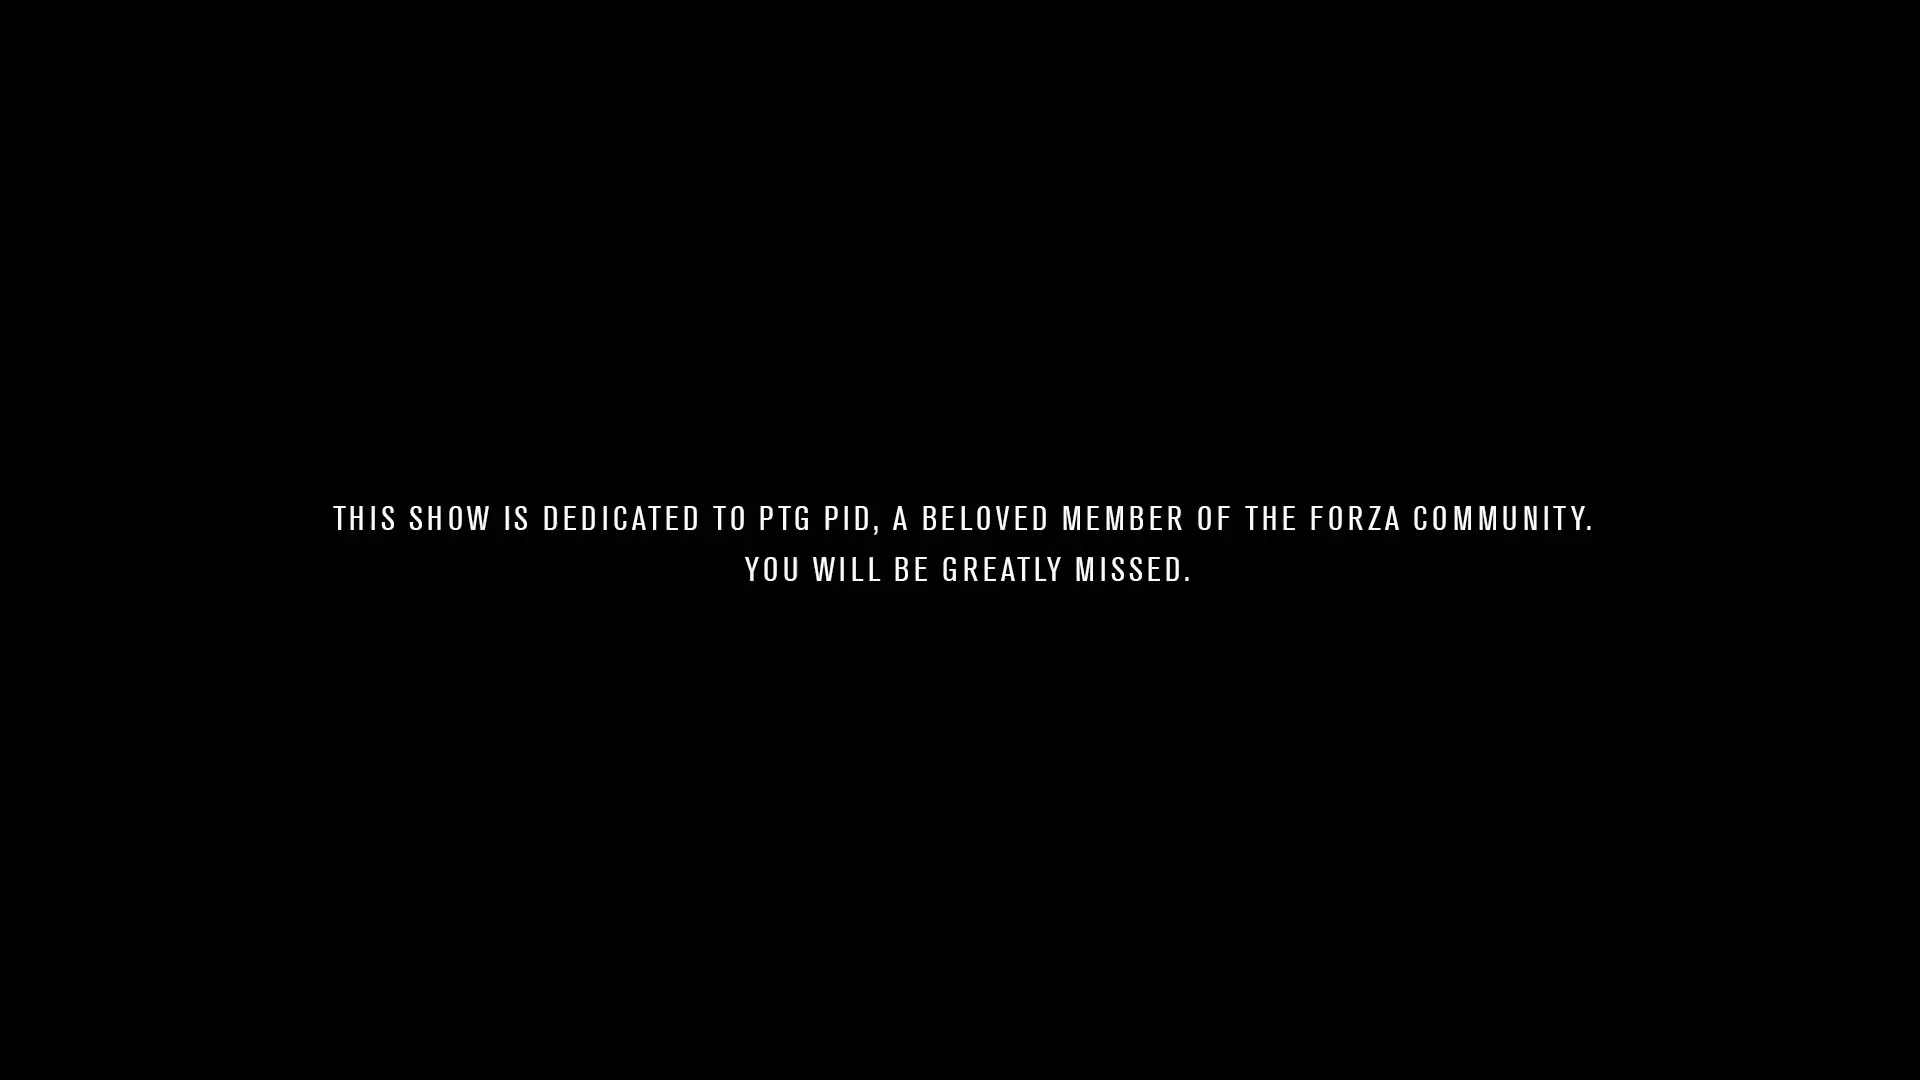 THIS SHOW IS DEDICATED TO PTG PID, A BELOVED MEMBER OF THE FORZA COMMUNITY.
YOU WILL BE GREATLY MISSED.